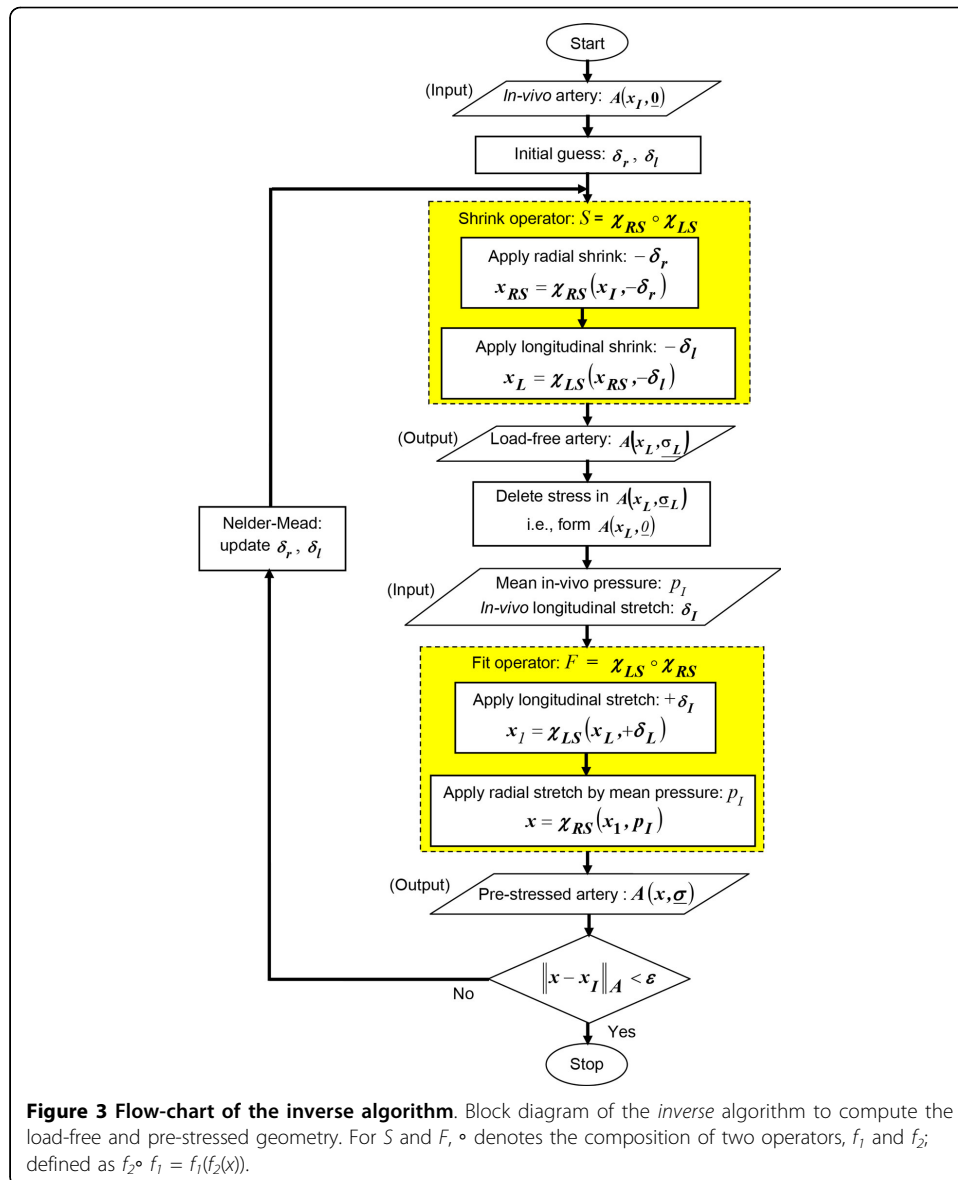 Start
(Input)
In-vivo artery: A(x_I, 0)
Initial guess: δ_r , δ_l
Shrink operator: S = χ_RS ∘ χ_LS
Apply radial shrink: −δ_r
x_RS = χ_RS(x_I,−δ_r)
Apply longitudinal shrink: −δ_l
x_L = χ_LS(x_RS,−δ_l)
(Output)
Load-free artery: A(x_L,σ_L)
Delete stress in A(x_L,σ_L)
i.e., form A(x_L,0)
Nelder-Mead:
update δ_r , δ_l
(Input)
Mean in-vivo pressure: p_I
In-vivo longitudinal stretch: δ_I
Fit operator: F = χ_LS ∘ χ_RS
Apply longitudinal stretch: +δ_I
x_1 = χ_LS(x_L,+δ_L)
Apply radial stretch by mean pressure: p_I
x = χ_RS(x_1, p_I)
(Output)
Pre-stressed artery : A(x,σ)
‖x−x_I‖_A < ε
No
Yes
Stop
Figure 3 Flow-chart of the inverse algorithm. Block diagram of the inverse algorithm to compute the
load-free and pre-stressed geometry. For S and F, ∘ denotes the composition of two operators, f_1 and f_2;
defined as f_2∘ f_1 = f_1(f_2(x)).